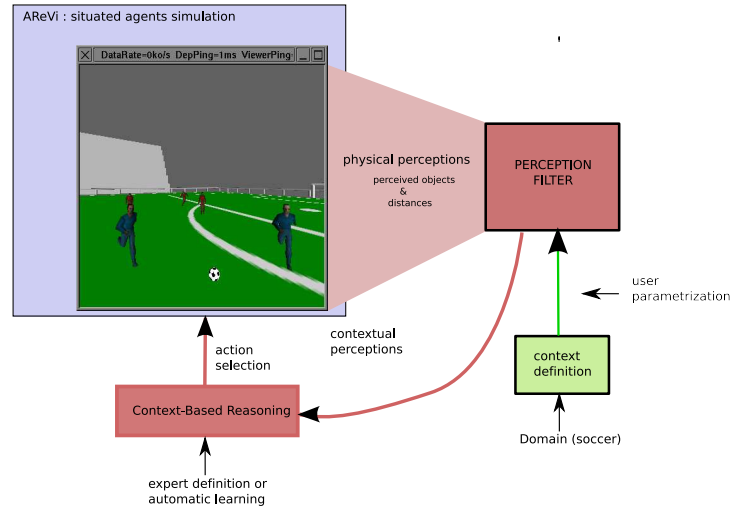 AReVi : situated agents simulation
DataRate=0ko/s DepPing=1ms ViewerPing
physical perceptions
perceived objects
&
distances
PERCEPTION
FILTER
user
parametrization
contextual
perceptions
action
selection
context
definition
Context-Based Reasoning
Domain (soccer)
expert definition or
automatic learning